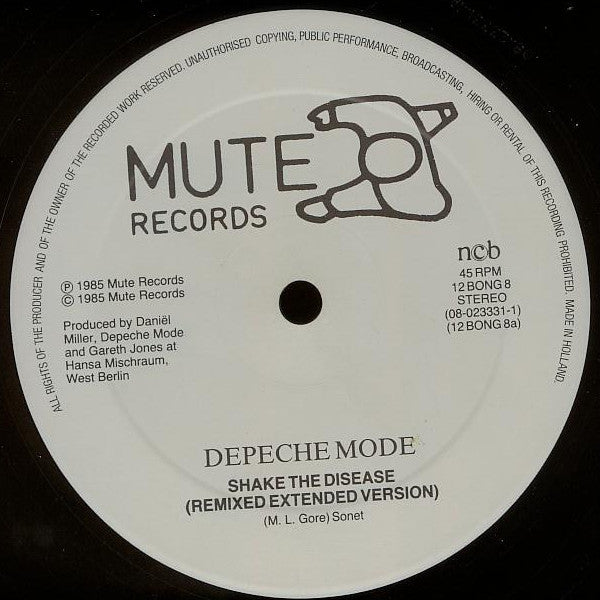 ALL RIGHTS OF THE PRODUCER AND OF THE OWNER OF THE RECORDED WORK RESERVED. UNAUTHORISED COPYING, PUBLIC PERFORMANCE, BROADCASTING, HIRING OR RENTAL OF THIS RECORDING PROHIBITED. MADE IN HOLLAND.
MUTE
RECORDS
℗ 1985 Mute Records
© 1985 Mute Records
Produced by Daniël
Miller, Depeche Mode
and Gareth Jones at
Hansa Mischraum,
West Berlin
ncb
45 RPM
12 BONG 8
STEREO
(08-023331-1)
(12 BONG 8a)
DEPECHE MODE
SHAKE THE DISEASE
(REMIXED EXTENDED VERSION)
(M. L. Gore) Sonet